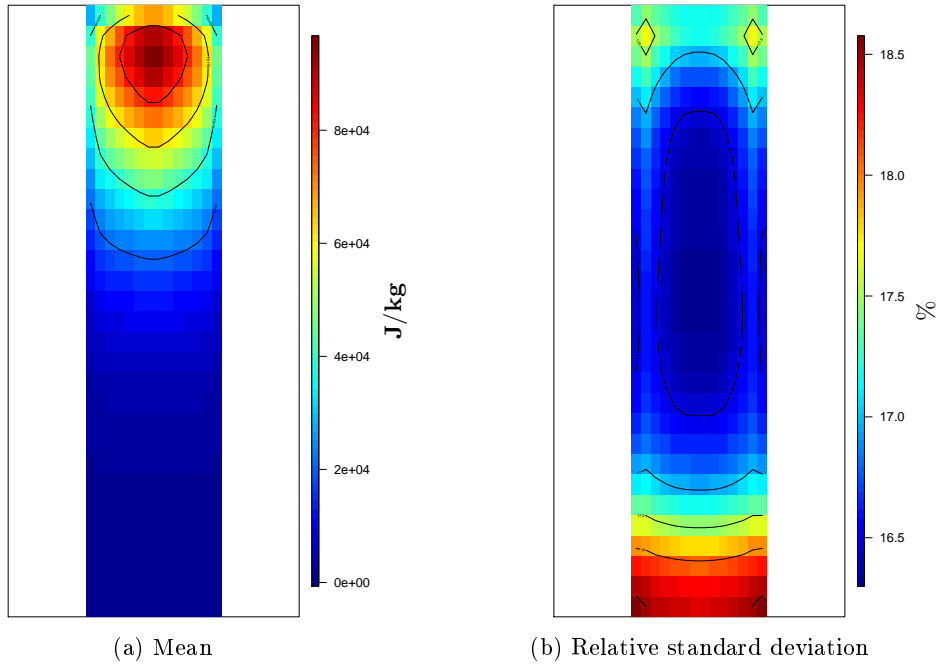 8e+04
6e+04
4e+04
2e+04
0e+00
J/kg
18.5
18.0
17.5
17.0
16.5
%
(a) Mean
(b) Relative standard deviation